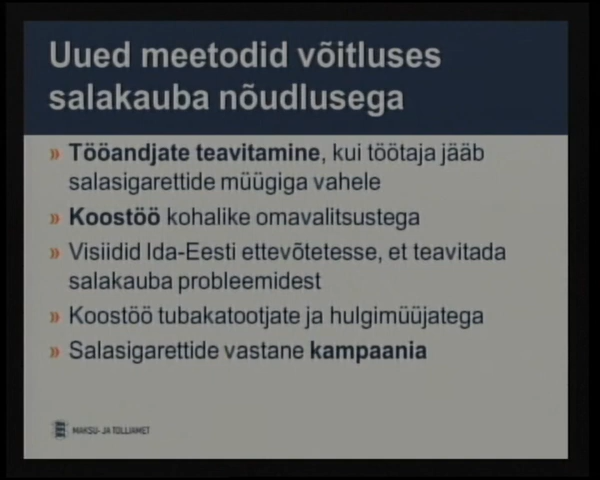 Uued meetodid võitluses
salakauba nõudlusega
» Tööandjate teavitamine, kui töötaja jääb
salasigarettide müügiga vahele
» Koostöö kohalike omavalitsustega
» Visiidid Ida-Eesti ettevõtetesse, et teavitada
salakauba probleemidest
» Koostöö tubakatootjate ja hulgimüüjatega
» Salasigarettide vastane kampaania
MAKSU- JA TOLLIAMET